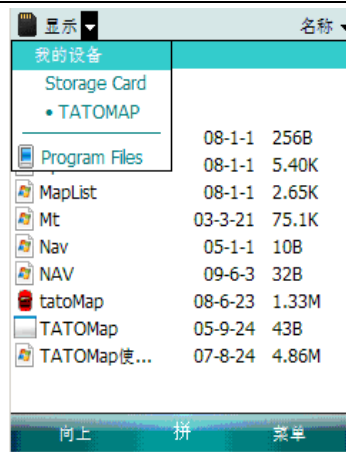 显示 名称
我的设备
Storage Card
• TATOMAP
Program Files
08-1-1 256B
08-1-1 5.40K
MapList 08-1-1 2.65K
Mt 03-3-21 75.1K
Nav 05-1-1 10B
NAV 09-6-3 32B
tatoMap 08-6-23 1.33M
TATOMap 05-9-24 43B
TATOMap使... 07-8-24 4.86M
向上 拼 菜单